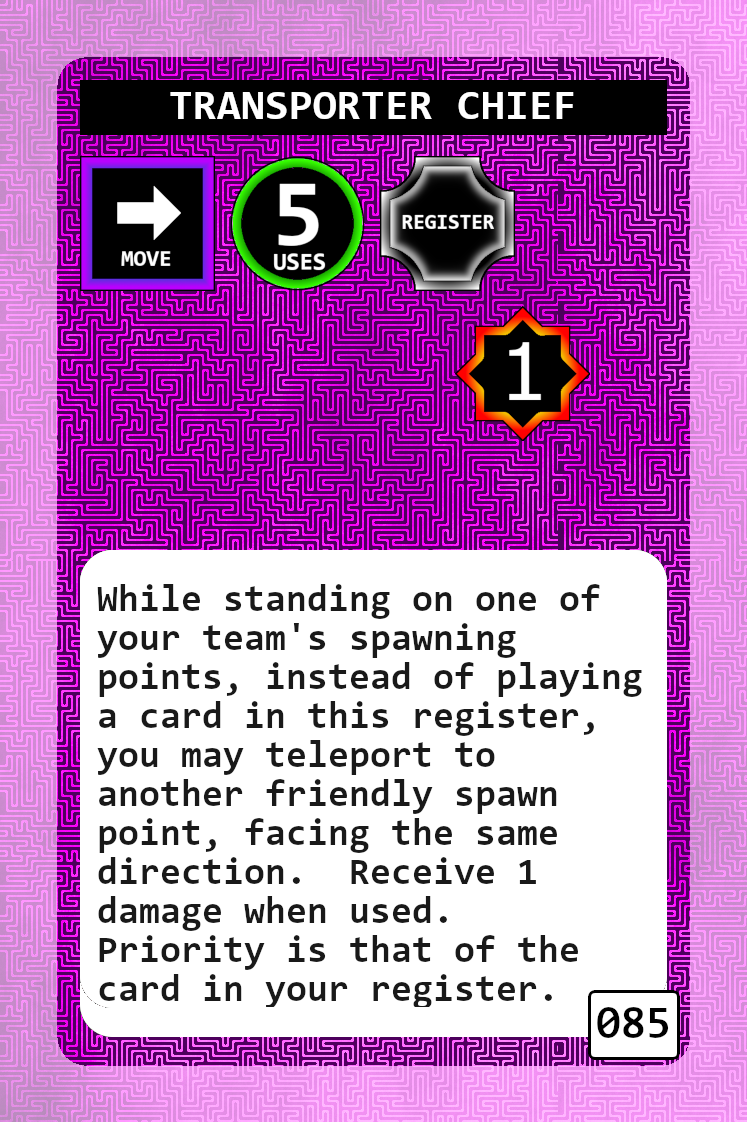 TRANSPORTER CHIEF
MOVE
5
USES
REGISTER
1
While standing on one of
your team's spawning
points, instead of playing
a card in this register,
you may teleport to
another friendly spawn
point, facing the same
direction.  Receive 1
damage when used.
Priority is that of the
card in your register.
085